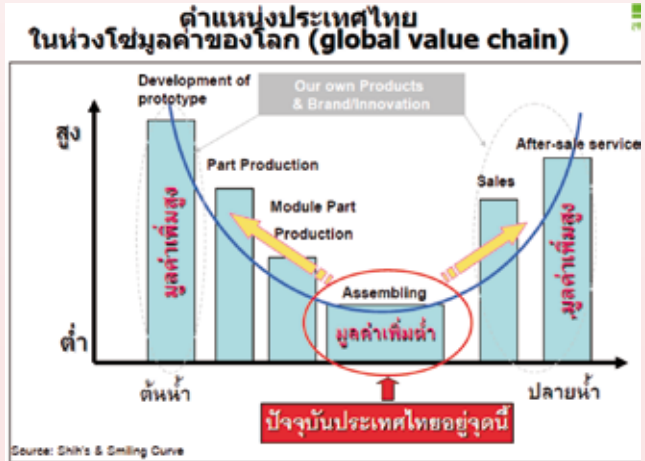 ตำแหน่งประเทศไทย
ในห่วงโซ่มูลค่าของโลก (global value chain)
Development of
prototype
Our own Products
& Brand/Innovation
สูง
After-sale service
Part Production
Sales
Module Part
Production
มูลค่าเพิ่มสูง
มูลค่าเพิ่มสูง
Assembling
มูลค่าเพิ่มต่ำ
ต่ำ
ต้นน้ำ
ปลายน้ำ
ปัจจุบันประเทศไทยอยู่จุดนี้
Source: Shih's & Smiling Curve